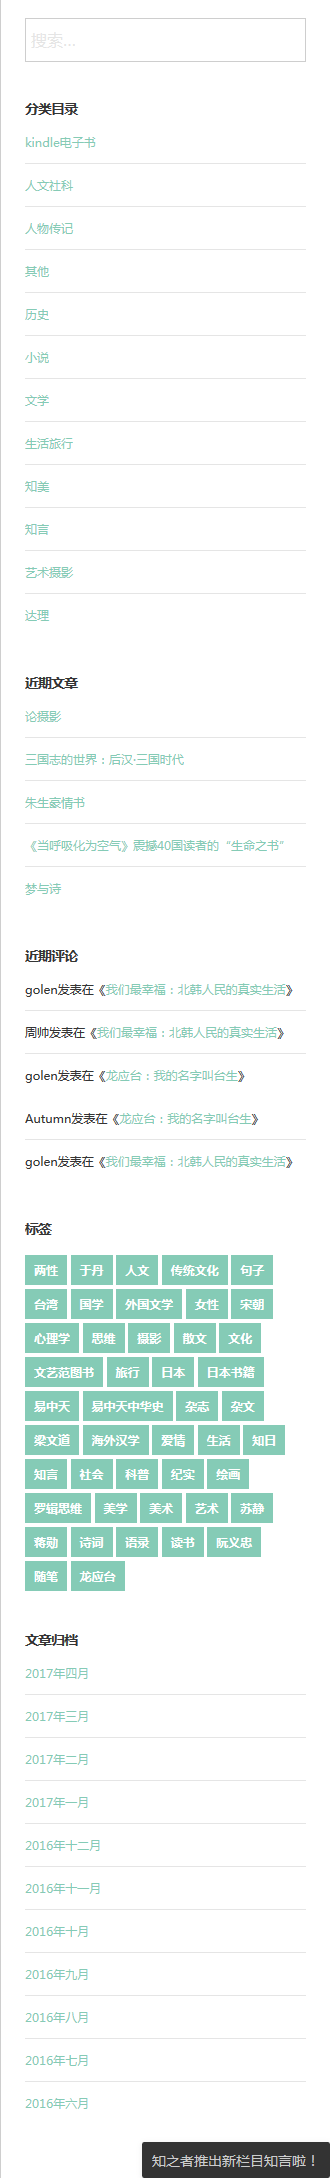 搜索...
分类目录
kindle电子书
人文社科
人物传记
其他
历史
小说
文学
生活旅行
知美
知言
艺术摄影
达理
近期文章
论摄影
三国志的世界：后汉·三国时代
朱生豪情书
《当呼吸化为空气》震撼40国读者的“生命之书”
梦与诗
近期评论
golen发表在《我们最幸福：北韩人民的真实生活》
周帅发表在《我们最幸福：北韩人民的真实生活》
golen发表在《龙应台：我的名字叫台生》
Autumn发表在《龙应台：我的名字叫台生》
golen发表在《我们最幸福：北韩人民的真实生活》
标签
两性 于丹 人文 传统文化 句子
台湾 国学 外国文学 女性 宋朝
心理学 思维 摄影 散文 文化
文艺范图书 旅行 日本 日本书籍
易中天 易中天中华史 杂志 杂文
梁文道 海外汉学 爱情 生活 知日
知言 社会 科普 纪实 绘画
罗辑思维 美学 美术 艺术 苏静
蒋勋 诗词 语录 读书 阮义忠
随笔 龙应台
文章归档
2017年四月
2017年三月
2017年二月
2017年一月
2016年十二月
2016年十一月
2016年十月
2016年九月
2016年八月
2016年七月
2016年六月
知之者推出新栏目知言啦！